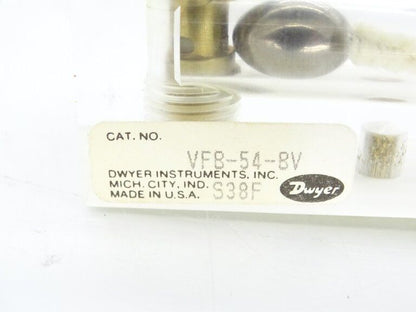 CAT. NO.
VFB-54-BV
DWYER INSTRUMENTS, INC.
MICH. CITY, IND. S38F
MADE IN U.S.A.
Dwyer